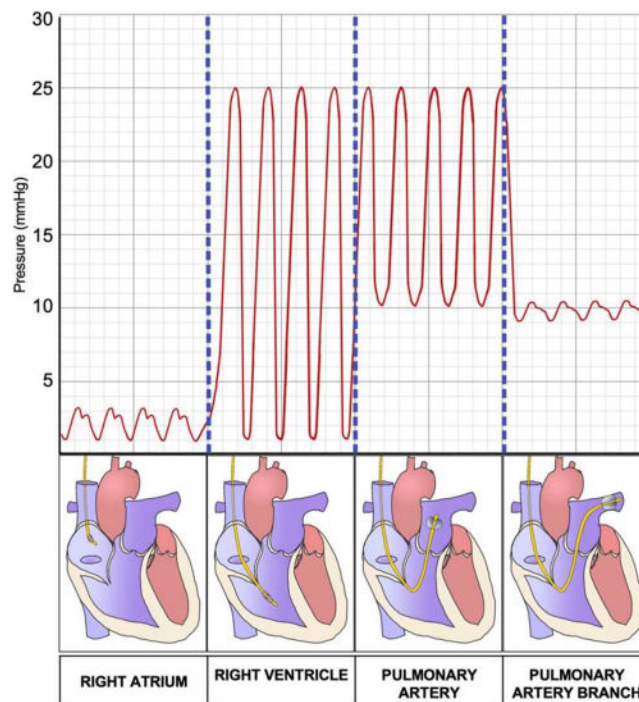 30
25
20
15
10
5
Pressure (mmHg)
RIGHT ATRIUM
RIGHT VENTRICLE
PULMONARY
ARTERY
PULMONARY
ARTERY BRANCH